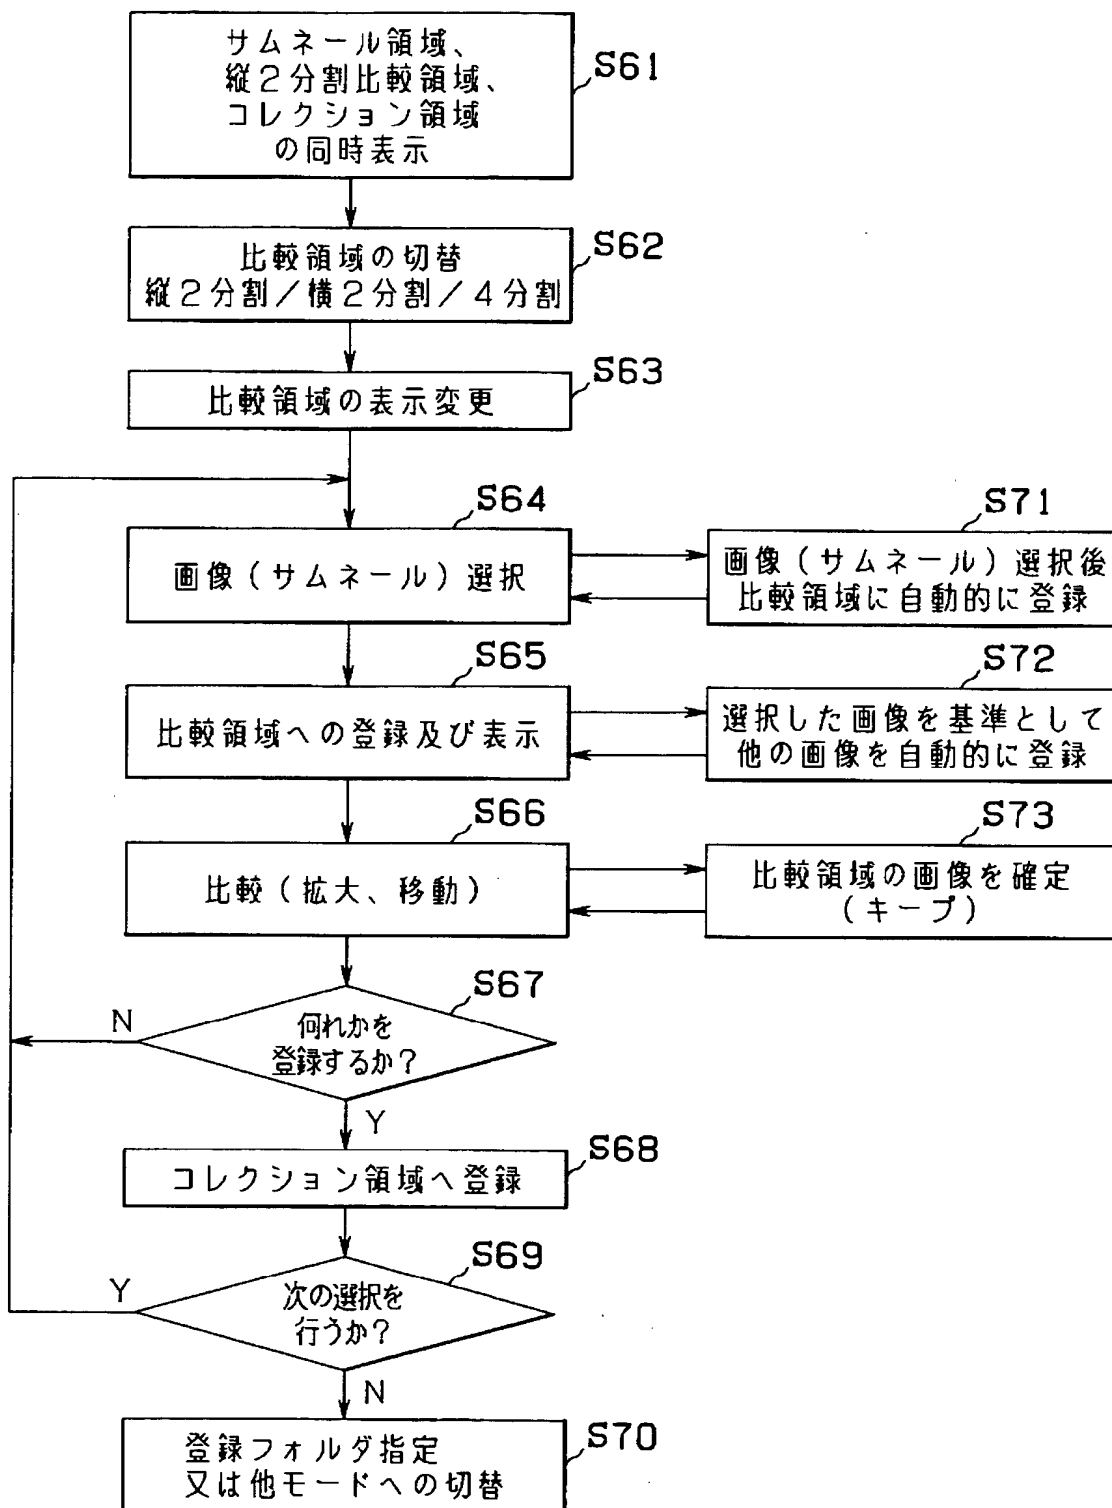 サムネール領域、
縦2分割比較領域、
コレクション領域
の同時表示
S61
比較領域の切替
縦2分割/横2分割/4分割
S62
比較領域の表示変更
S63
画像(サムネール)選択
S64
画像(サムネール)選択後
比較領域に自動的に登録
S71
比較領域への登録及び表示
S65
選択した画像を基準として
他の画像を自動的に登録
S72
比較(拡大、移動)
S66
比較領域の画像を確定
(キープ)
S73
何れかを
登録するか?
S67
N
Y
コレクション領域へ登録
S68
次の選択を
行うか?
S69
Y
N
登録フォルダ指定
又は他モードへの切替
S70